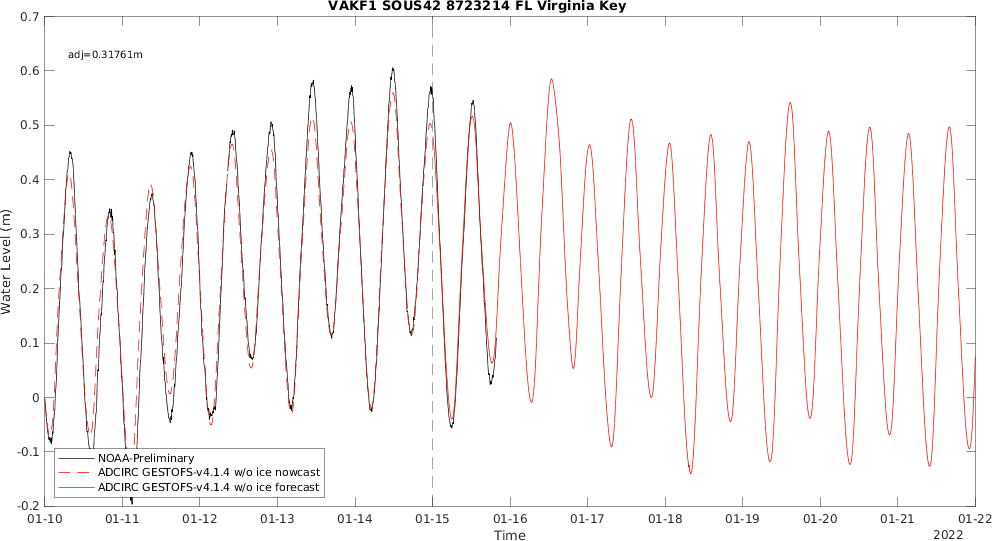 VAKF1 SOUS42 8723214 FL Virginia Key
adj=0.31761m
0.7
0.6
0.5
0.4
0.3
0.2
0.1
0
-0.1
-0.2
Water Level (m)
NOAA-Preliminary
ADCIRC GESTOFS-v4.1.4 w/o ice nowcast
ADCIRC GESTOFS-v4.1.4 w/o ice forecast
01-10 01-11 01-12 01-13 01-14 01-15 01-16 01-17 01-18 01-19 01-20 01-21 01-22
Time
2022